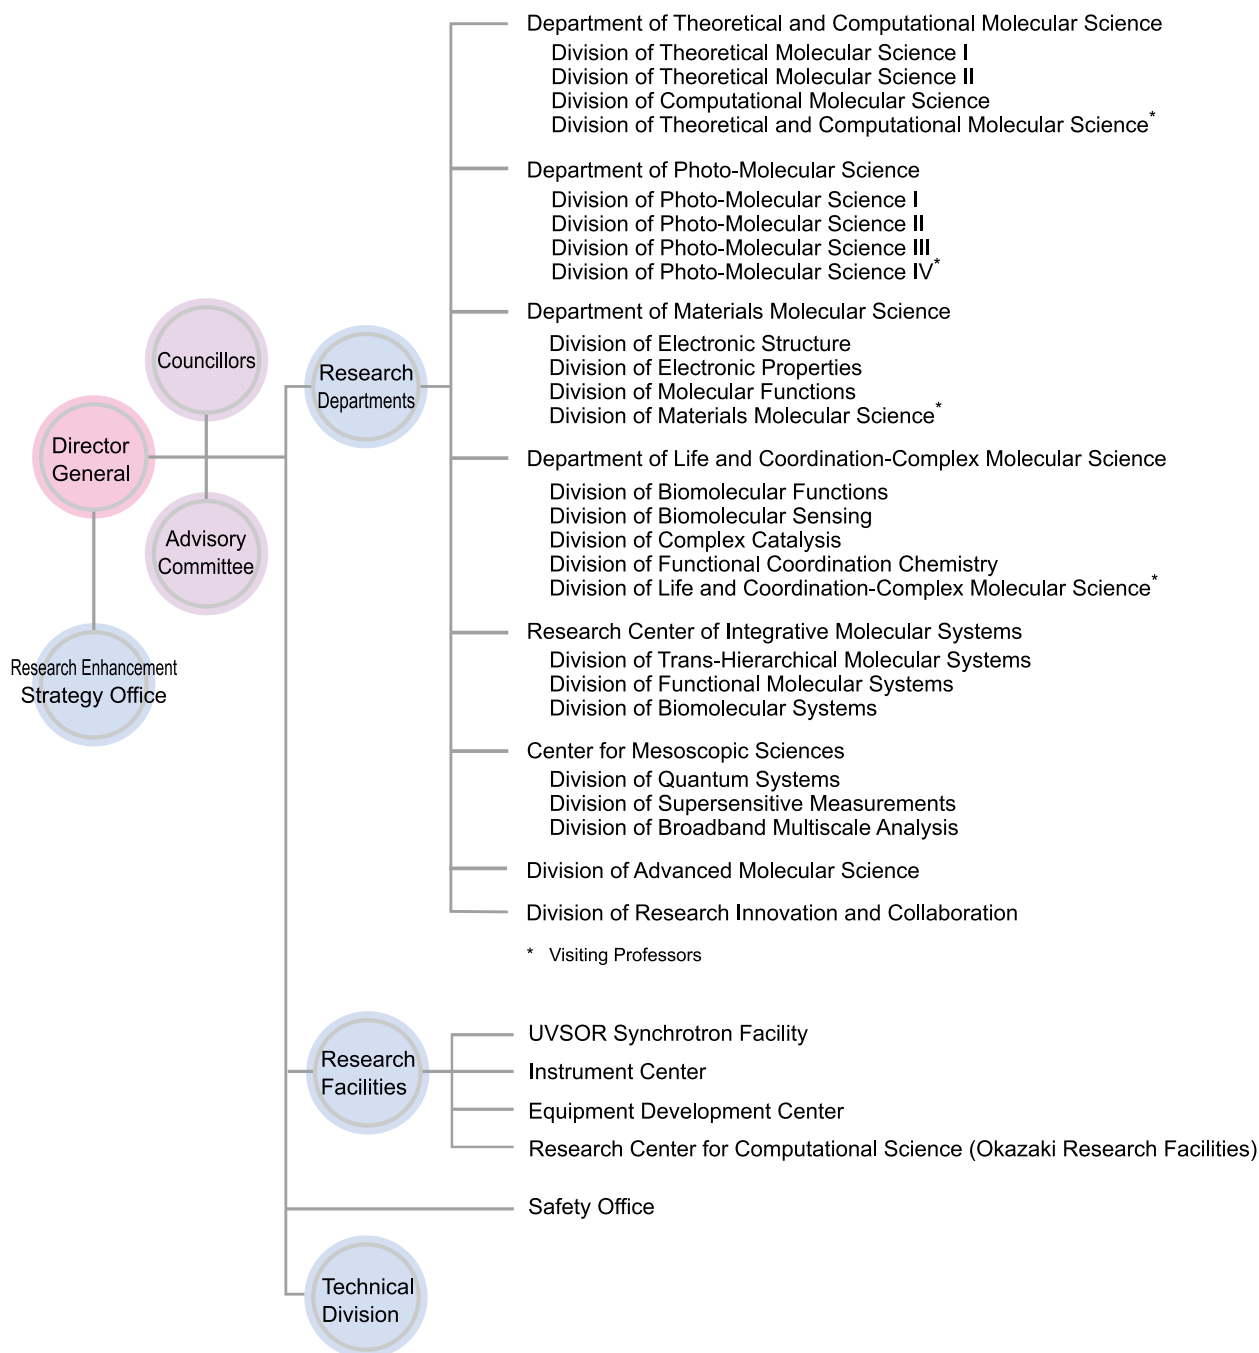 Director
General
Councillors
Advisory
Committee
Research Enhancement
Strategy Office
Research
Departments
Department of Theoretical and Computational Molecular Science
Division of Theoretical Molecular Science I
Division of Theoretical Molecular Science II
Division of Computational Molecular Science
Division of Theoretical and Computational Molecular Science*
Department of Photo-Molecular Science
Division of Photo-Molecular Science I
Division of Photo-Molecular Science II
Division of Photo-Molecular Science III
Division of Photo-Molecular Science IV*
Department of Materials Molecular Science
Division of Electronic Structure
Division of Electronic Properties
Division of Molecular Functions
Division of Materials Molecular Science*
Department of Life and Coordination-Complex Molecular Science
Division of Biomolecular Functions
Division of Biomolecular Sensing
Division of Complex Catalysis
Division of Functional Coordination Chemistry
Division of Life and Coordination-Complex Molecular Science*
Research Center of Integrative Molecular Systems
Division of Trans-Hierarchical Molecular Systems
Division of Functional Molecular Systems
Division of Biomolecular Systems
Center for Mesoscopic Sciences
Division of Quantum Systems
Division of Supersensitive Measurements
Division of Broadband Multiscale Analysis
Division of Advanced Molecular Science
Division of Research Innovation and Collaboration
* Visiting Professors
Research
Facilities
UVSOR Synchrotron Facility
Instrument Center
Equipment Development Center
Research Center for Computational Science (Okazaki Research Facilities)
Safety Office
Technical
Division